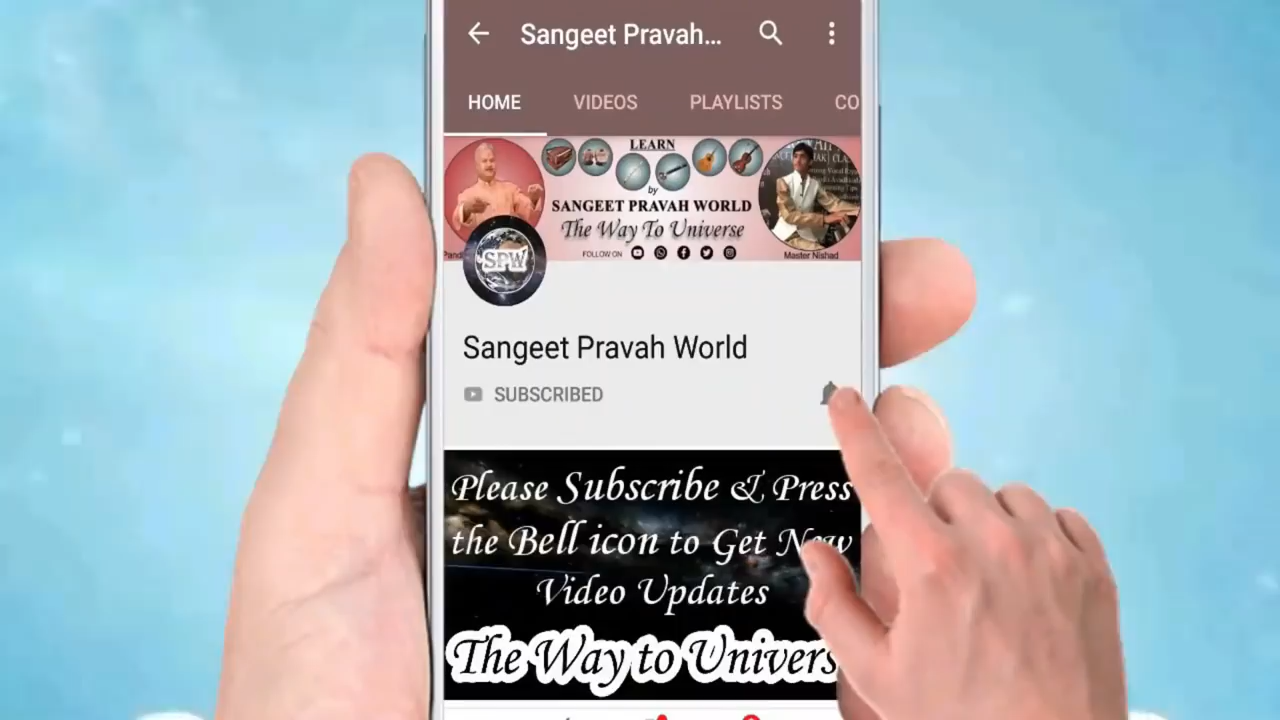 Sangeet Pravah...
HOME VIDEOS PLAYLISTS CO
LEARN
by
SANGEET PRAVAH WORLD
The Way To Universe
FOLLOW ON
Pand
Master Nishad
SPW
Sangeet Pravah World
SUBSCRIBED
Please Subscribe & Press
the Bell icon to Get New
Video Updates
The Way to Univers